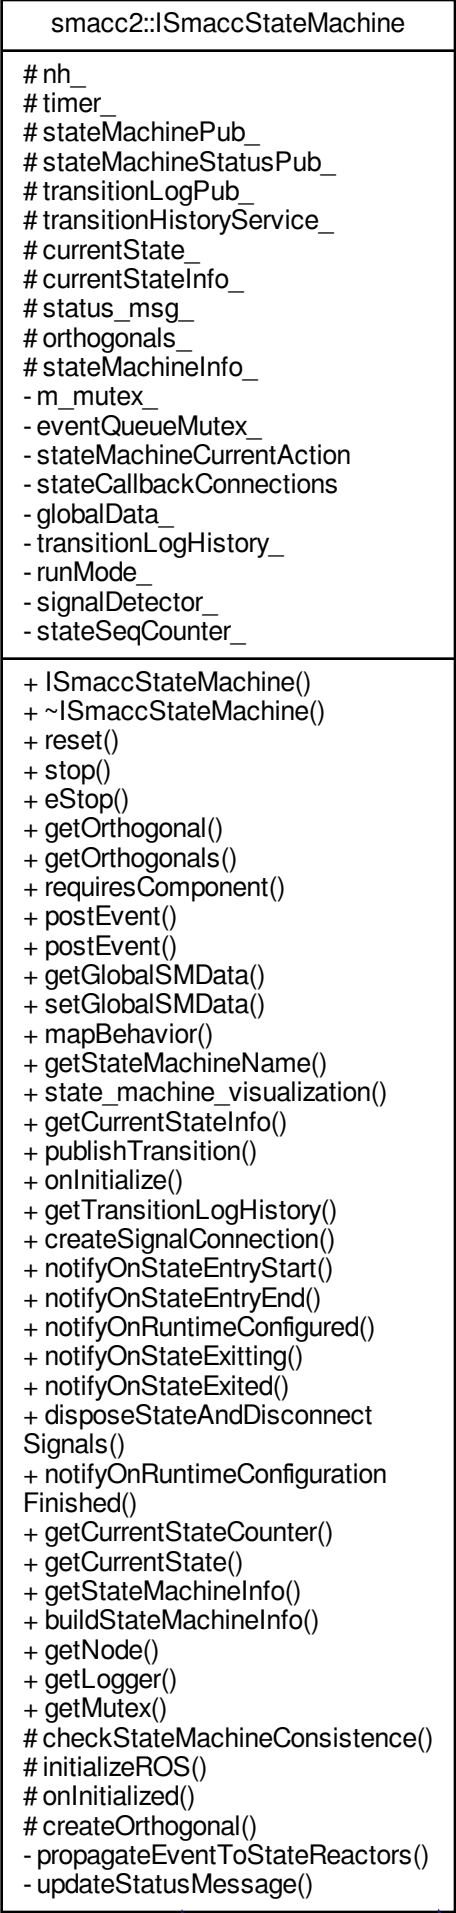 smacc2::ISmaccStateMachine
# nh_
# timer_
# stateMachinePub_
# stateMachineStatusPub_
# transitionLogPub_
# transitionHistoryService_
# currentState_
# currentStateInfo_
# status_msg_
# orthogonals_
# stateMachineInfo_
- m_mutex_
- eventQueueMutex_
- stateMachineCurrentAction
- stateCallbackConnections
- globalData_
- transitionLogHistory_
- runMode_
- signalDetector_
- stateSeqCounter_
+ ISmaccStateMachine()
+ ~ISmaccStateMachine()
+ reset()
+ stop()
+ eStop()
+ getOrthogonal()
+ getOrthogonals()
+ requiresComponent()
+ postEvent()
+ postEvent()
+ getGlobalSMData()
+ setGlobalSMData()
+ mapBehavior()
+ getStateMachineName()
+ state_machine_visualization()
+ getCurrentStateInfo()
+ publishTransition()
+ onInitialize()
+ getTransitionLogHistory()
+ createSignalConnection()
+ notifyOnStateEntryStart()
+ notifyOnStateEntryEnd()
+ notifyOnRuntimeConfigured()
+ notifyOnStateExitting()
+ notifyOnStateExited()
+ disposeStateAndDisconnect
Signals()
+ notifyOnRuntimeConfiguration
Finished()
+ getCurrentStateCounter()
+ getCurrentState()
+ getStateMachineInfo()
+ buildStateMachineInfo()
+ getNode()
+ getLogger()
+ getMutex()
# checkStateMachineConsistence()
# initializeROS()
# onInitialized()
# createOrthogonal()
- propagateEventToStateReactors()
- updateStatusMessage()